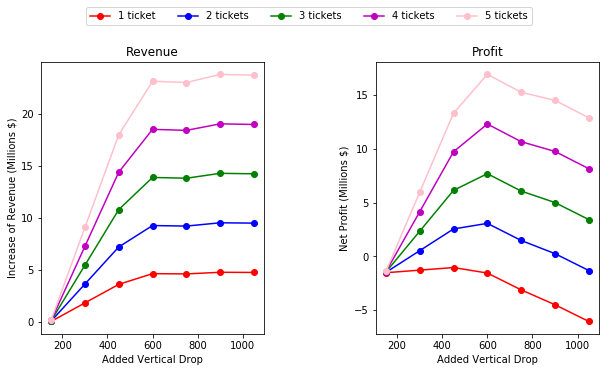 1 ticket 2 tickets 3 tickets 4 tickets 5 tickets
Revenue
Increase of Revenue (Millions $)
20
15
10
5
0
200 400 600 800 1000
Added Vertical Drop
Profit
Net Profit (Millions $)
15
10
5
0
−5
200 400 600 800 1000
Added Vertical Drop